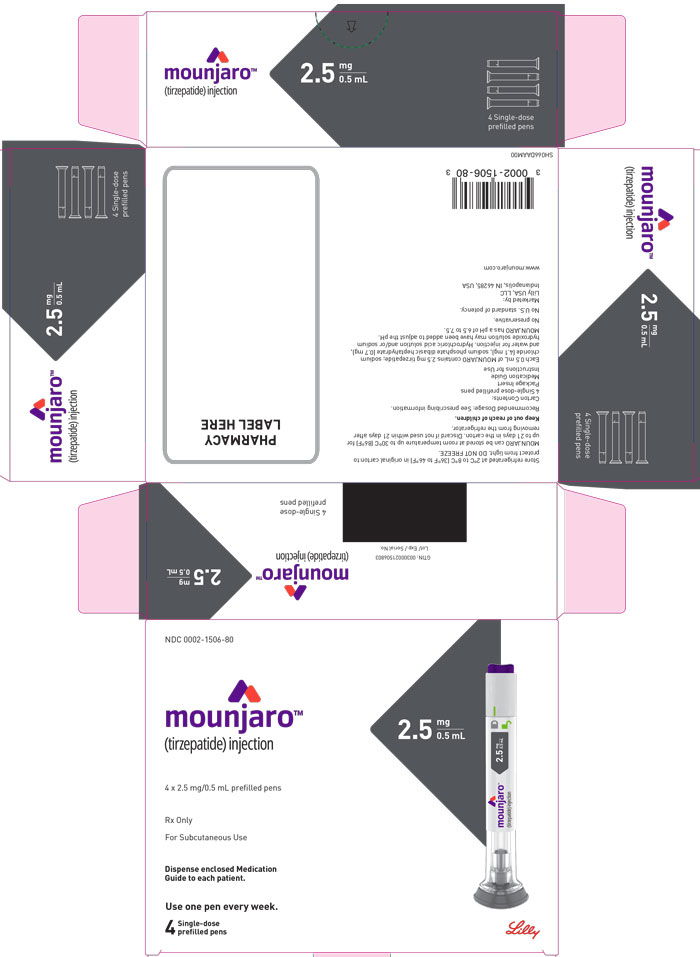 Lilly
4 Single-dose
prefilled pens
Use one pen every week.
Dispense enclosed Medication
Guide to each patient.
For Subcutaneous Use
Rx Only
4 x 2.5 mg/0.5 mL prefilled pens
mounjaro™
(tirzepatide) injection
2.5 mg
0.5 mL
mounjaro™
(tirzepatide) injection
2.5 mg
0.5 mL
NDC 0002-1506-80
GTIN: 00300021506803
Lot/ Exp./ Serial No.
mounjaro™
(tirzepatide) injection
4 Single-dose
prefilled pens
2.5 mg
0.5 mL
4 Single-dose
prefilled pens
2.5 mg
0.5 mL
mounjaro™
(tirzepatide) injection
Store refrigerated at 2°C to 8°C (36°F to 46°F) in original carton to
protect from light. DO NOT FREEZE.
MOUNJARO can be stored at room temperature up to 30°C (86°F) for
up to 21 days in the carton. Discard if not used within 21 days after
removing from the refrigerator.
Keep out of reach of children.
Recommended Dosage: See prescribing information.
Carton Contents:
4 Single-dose prefilled pens
Package Insert
Medication Guide
Instructions for Use
Each 0.5 mL of MOUNJARO contains 2.5 mg tirzepatide; sodium
chloride (4.1 mg), sodium phosphate dibasic heptahydrate (0.7 mg),
and water for injection. Hydrochloric acid solution and/or sodium
hydroxide solution may have been added to adjust the pH.
MOUNJARO has a pH of 6.5 to 7.5.
No preservative.
No U.S. standard of potency.
Marketed by:
Lilly USA, LLC
Indianapolis, IN 46285, USA
www.mounjaro.com
3 0002-1506-80 3
SH066DAAM00
PHARMACY
LABEL HERE
mounjaro™
(tirzepatide) injection
2.5 mg
0.5 mL
4 Single-dose
prefilled pens
4 Single-dose
prefilled pens
2.5 mg
0.5 mL
mounjaro™
(tirzepatide) injection